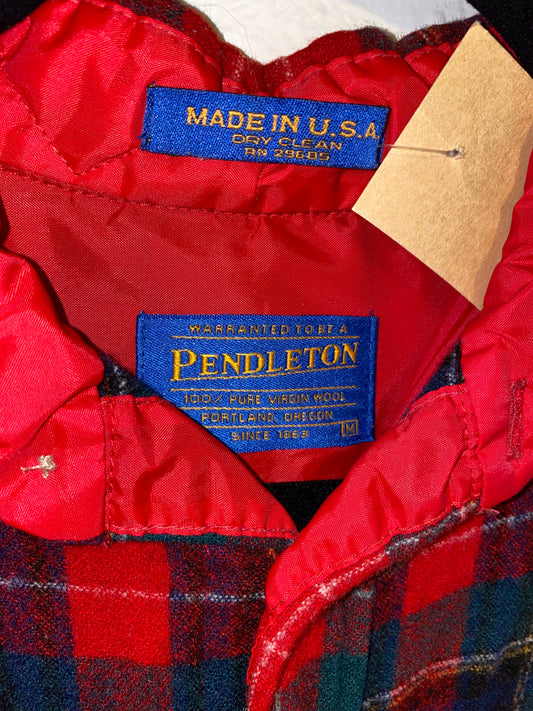 MADE IN U.S.A
DRY CLEAN
RN 29685
WARRANTED TO BE A
PENDLETON
100% PURE VIRGIN WOOL
PORTLAND, OREGON
SINCE 1863
M